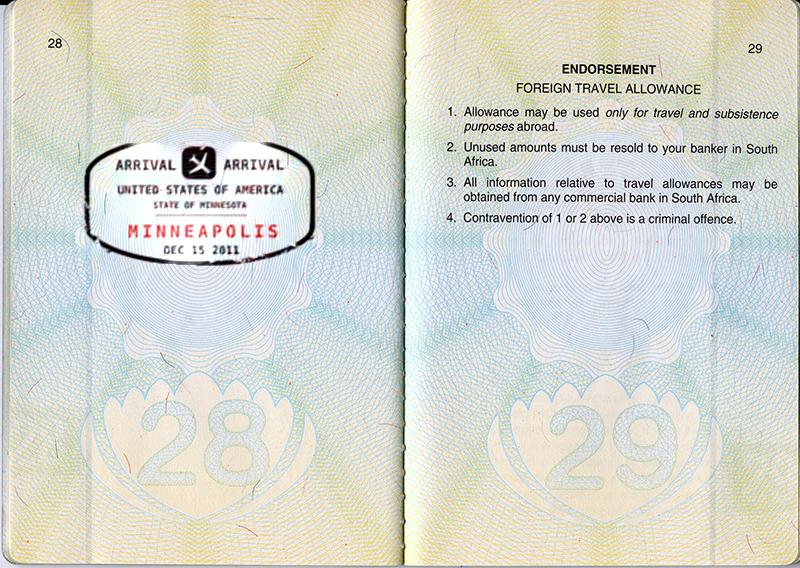 28
ARRIVAL ARRIVAL
UNITED STATES OF AMERICA
STATE OF MINNESOTA
MINNEAPOLIS
DEC 15 2011
28
29
ENDORSEMENT
FOREIGN TRAVEL ALLOWANCE
1. Allowance may be used only for travel and subsistence
purposes abroad.
2. Unused amounts must be resold to your banker in South
Africa.
3. All information relative to travel allowances may be
obtained from any commercial bank in South Africa.
4. Contravention of 1 or 2 above is a criminal offence.
29